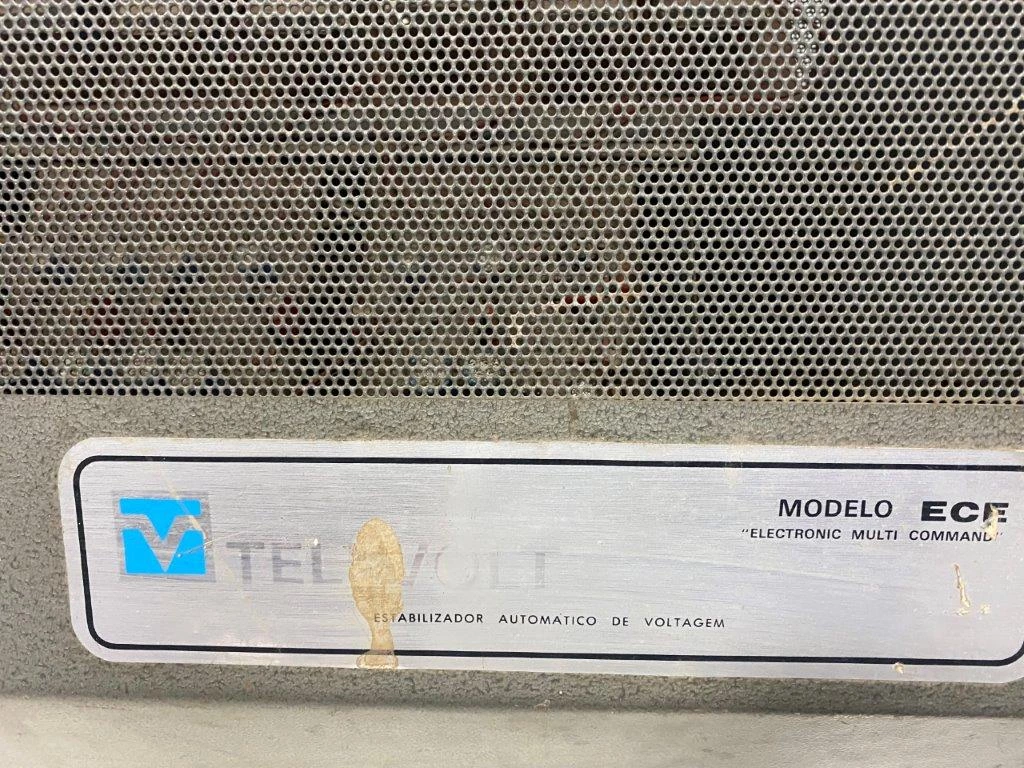 MODELO ECE
"ELECTRONIC MULTI COMMAND"
ESTABILIZADOR AUTOMATICO DE VOLTAGEM